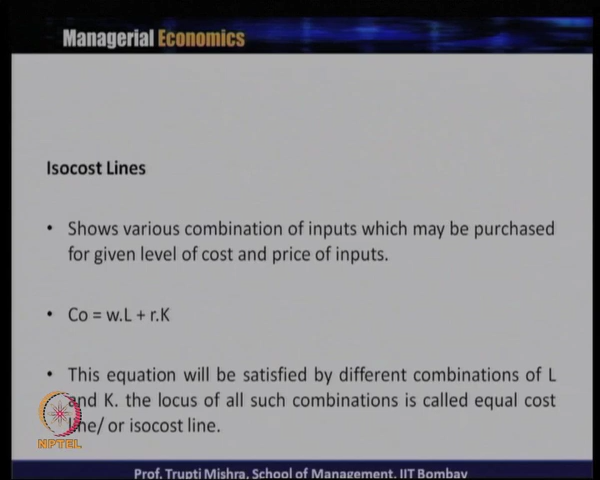 Managerial Economics
Isocost Lines
• Shows various combination of inputs which may be purchased
for given level of cost and price of inputs.
• Co = w.L + r.K
• This equation will be satisfied by different combinations of L
and K. the locus of all such combinations is called equal cost
line/ or isocost line.
NPTEL
Prof. Trupti Mishra, School of Management, IIT Bombay